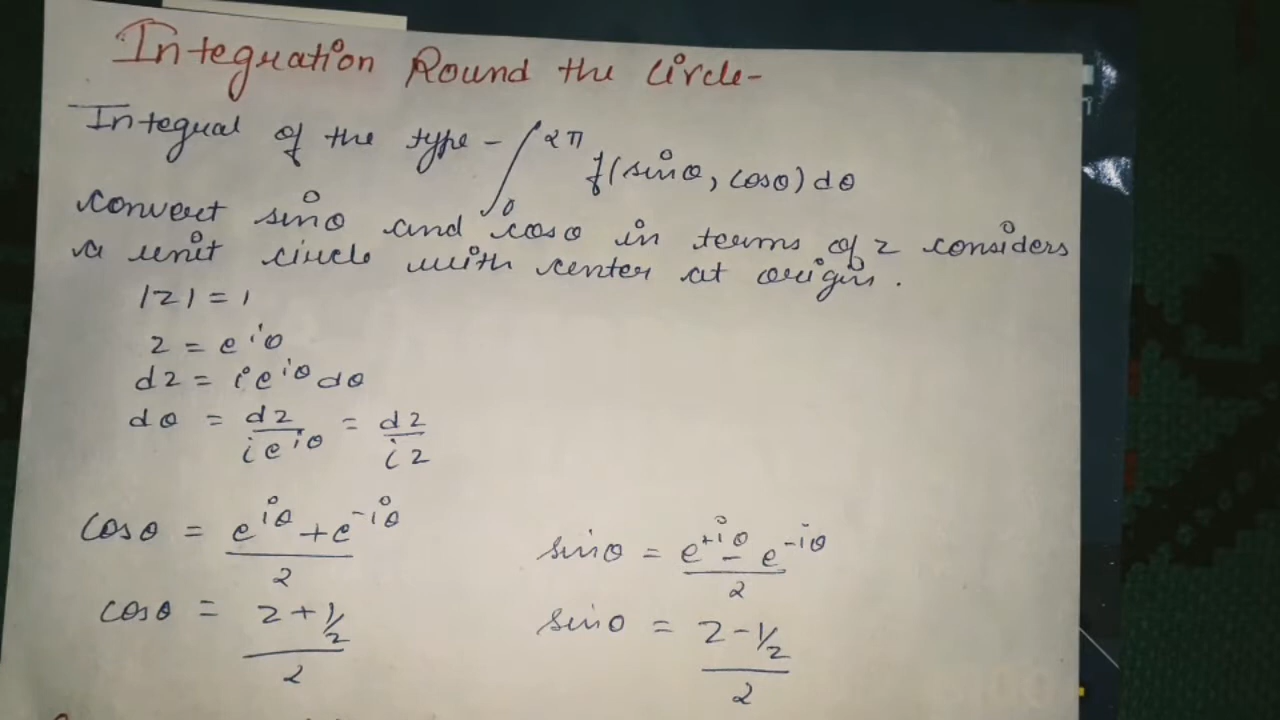 Integration Round the Circle-
Integral of the type - ∫₀^2π f(sinθ, cosθ) dθ
convert sinθ and cosθ in terms of z considers
a unit circle with center at origin.
|z| = 1
z = e^iθ
dz = ie^iθ dθ
dθ = dz/ie^iθ = dz/iz
cosθ = (e^iθ + e^-iθ)/2
sinθ = (e^+iθ - e^-iθ)/2
cosθ = (z + 1/z)/2
sinθ = (z - 1/z)/2